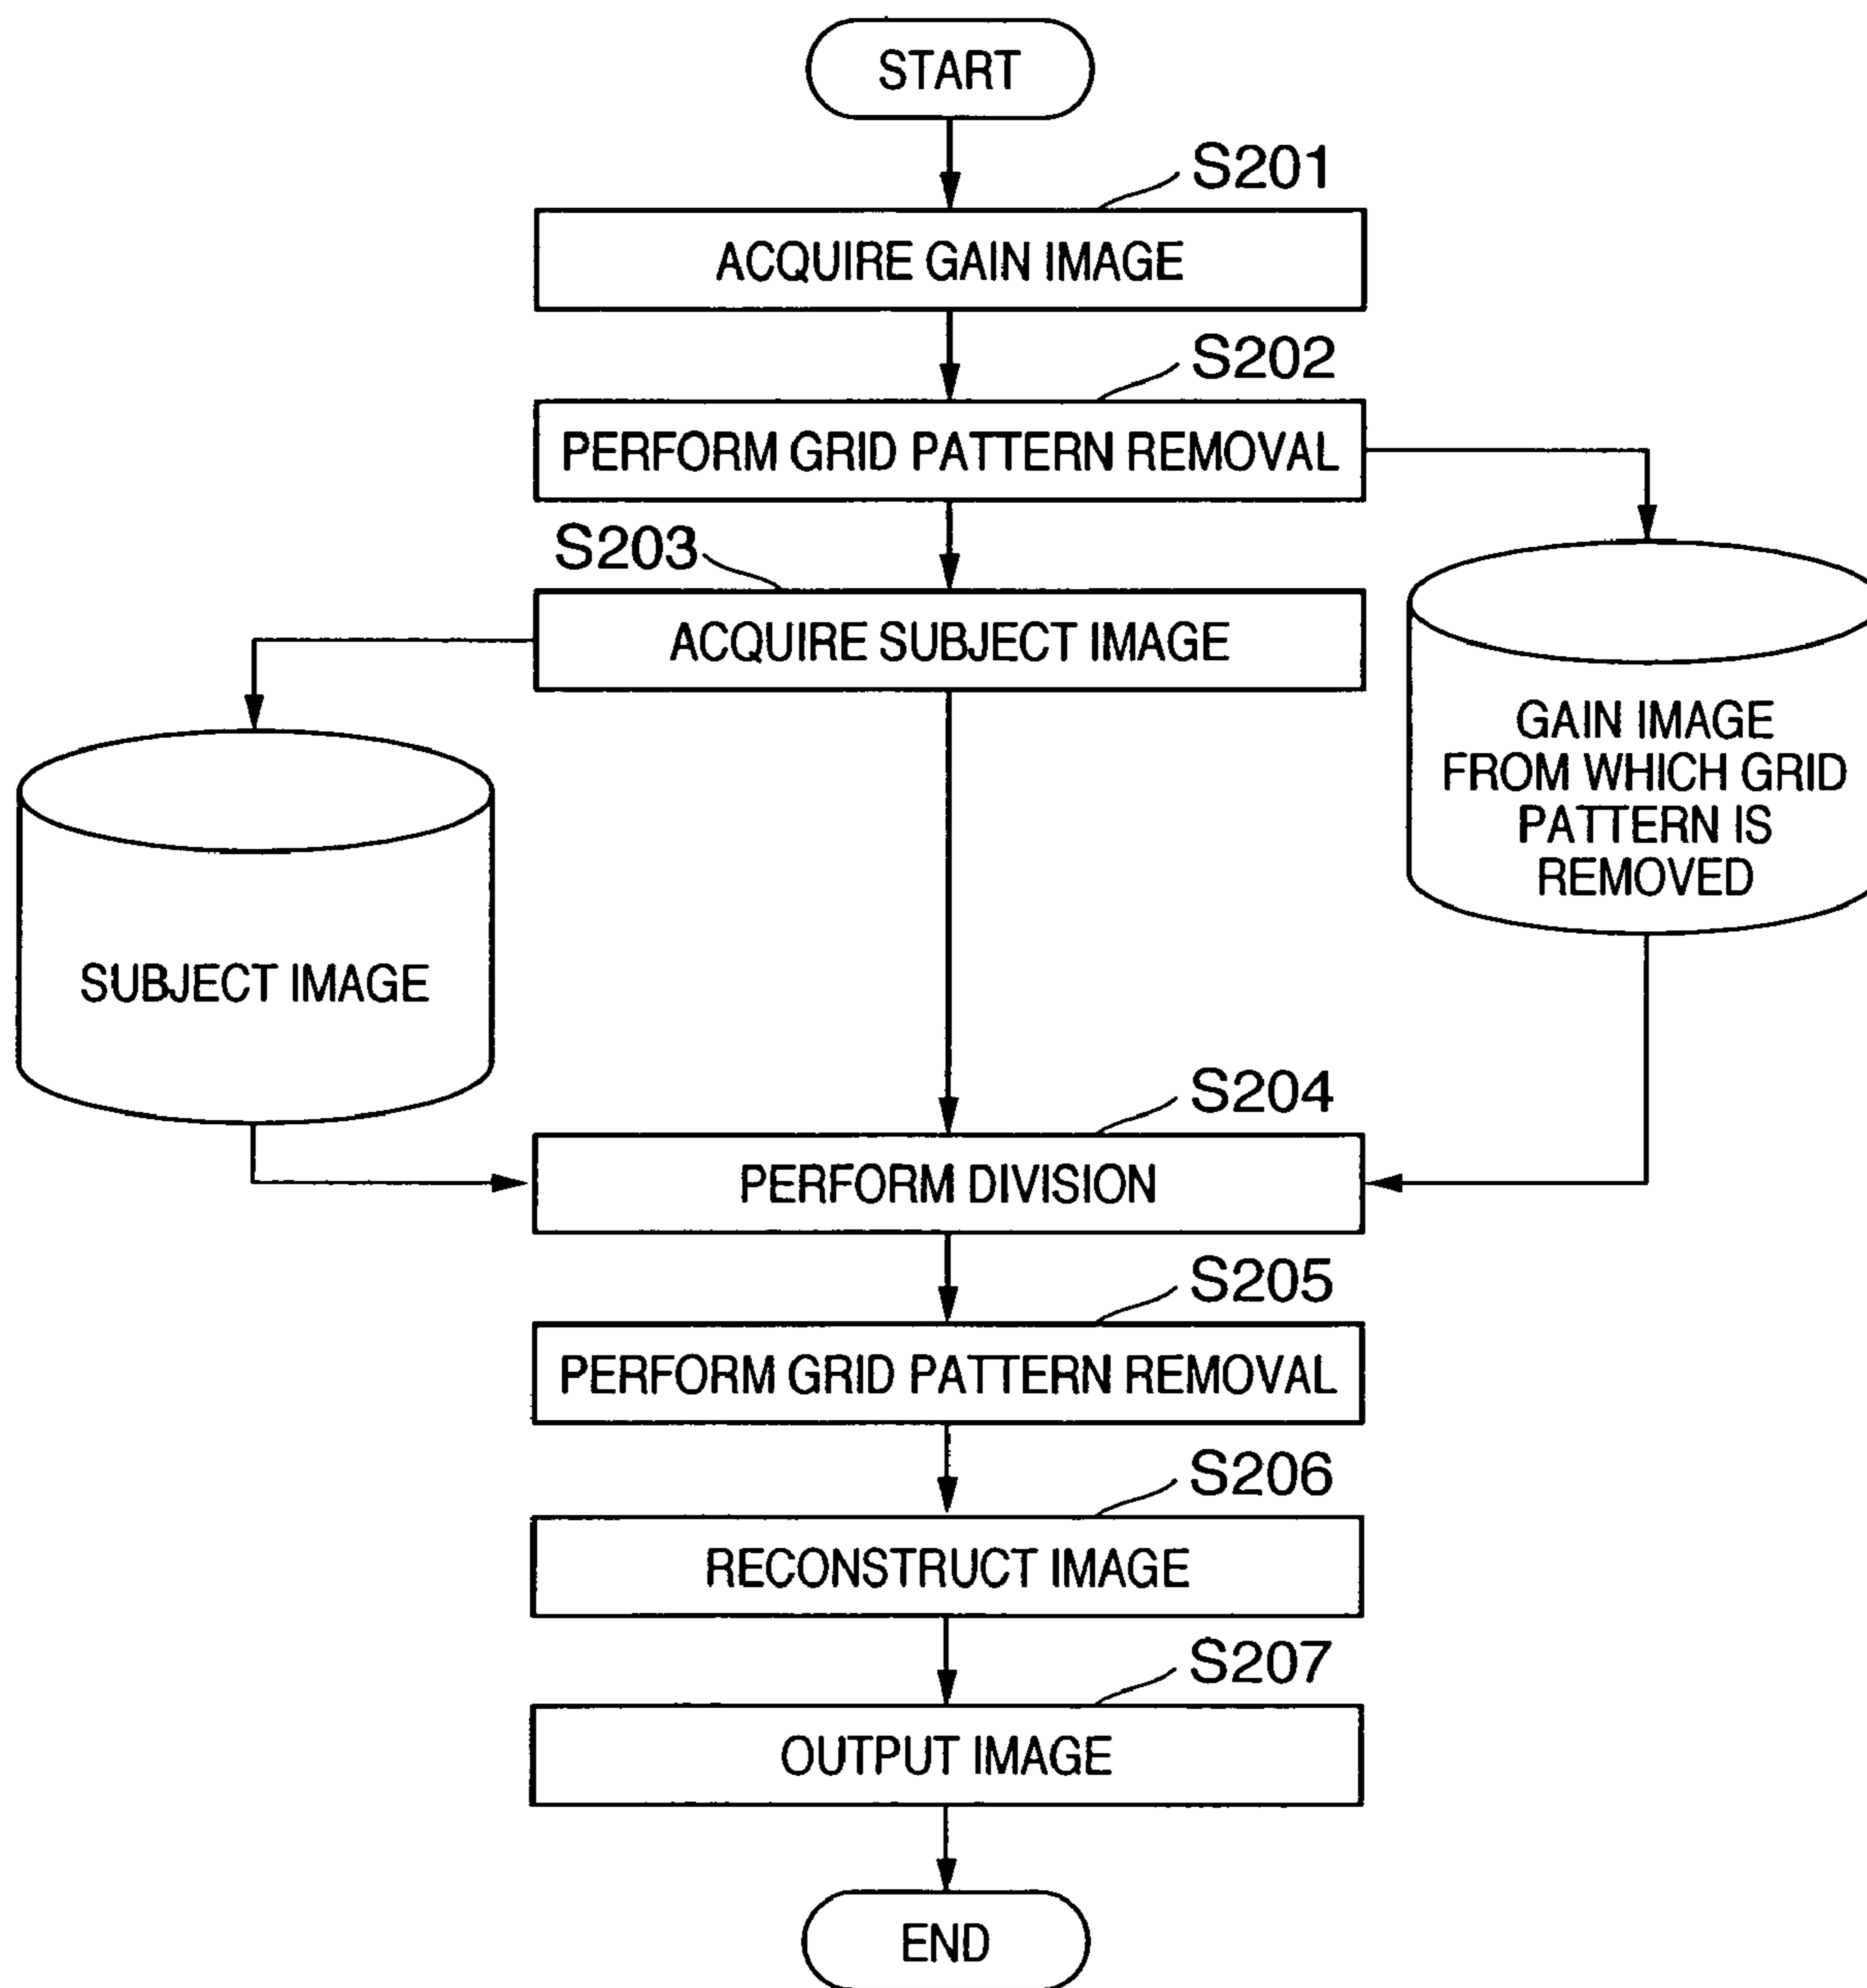 START
S201
ACQUIRE GAIN IMAGE
S202
PERFORM GRID PATTERN REMOVAL
S203
ACQUIRE SUBJECT IMAGE
GAIN IMAGE
FROM WHICH GRID
PATTERN IS
REMOVED
SUBJECT IMAGE
S204
PERFORM DIVISION
S205
PERFORM GRID PATTERN REMOVAL
S206
RECONSTRUCT IMAGE
S207
OUTPUT IMAGE
END